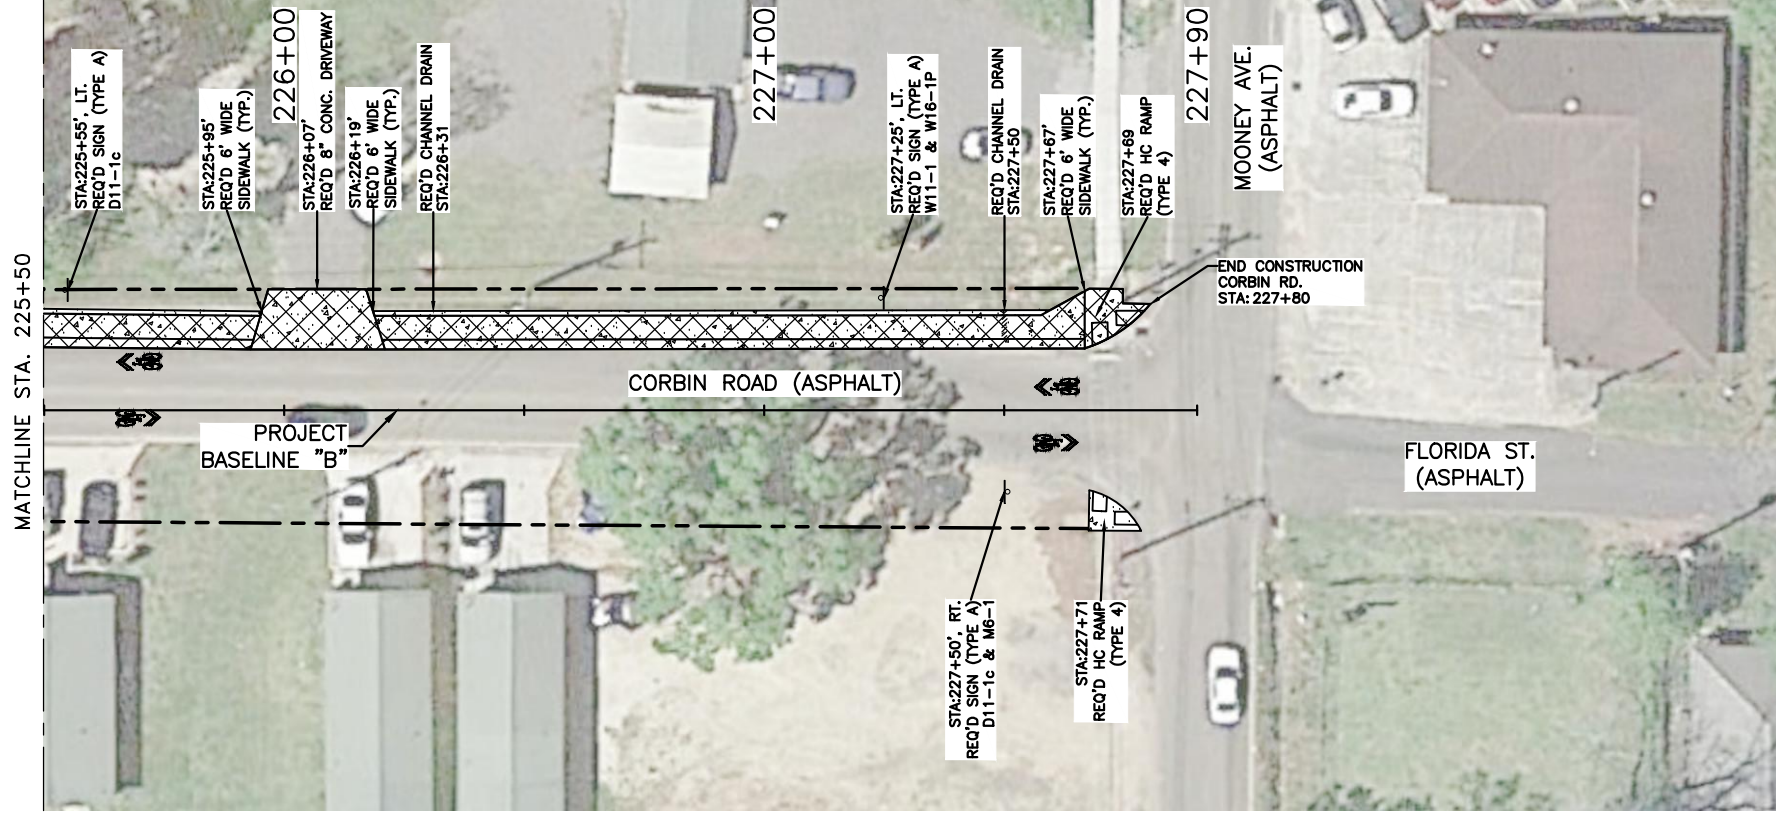 MATCHLINE STA. 225+50
STA:225+55', LT.
REQ'D SIGN (TYPE A)
D11-1c
STA:225+95'
REQ'D 6' WIDE
SIDEWALK (TYP.)
226+00
STA:226+07'
REQ'D 8" CONC. DRIVEWAY
STA:226+19'
REQ'D 6' WIDE
SIDEWALK (TYP.)
REQ'D CHANNEL DRAIN
STA:226+31
227+00
STA:227+25', LT.
REQ'D SIGN (TYPE A)
W11-1 & W16-1P
REQ'D CHANNEL DRAIN
STA:227+50
STA:227+67'
REQ'D 6' WIDE
SIDEWALK (TYP.)
STA:227+69
REQ'D HC RAMP
(TYPE 4)
227+90
MOONEY AVE.
(ASPHALT)
END CONSTRUCTION
CORBIN RD.
STA:227+80
CORBIN ROAD (ASPHALT)
PROJECT
BASELINE "B"
FLORIDA ST.
(ASPHALT)
STA:227+50', RT.
REQ'D SIGN (TYPE A)
D11-1c & M6-1
STA:227+71
REQ'D HC RAMP
(TYPE 4)